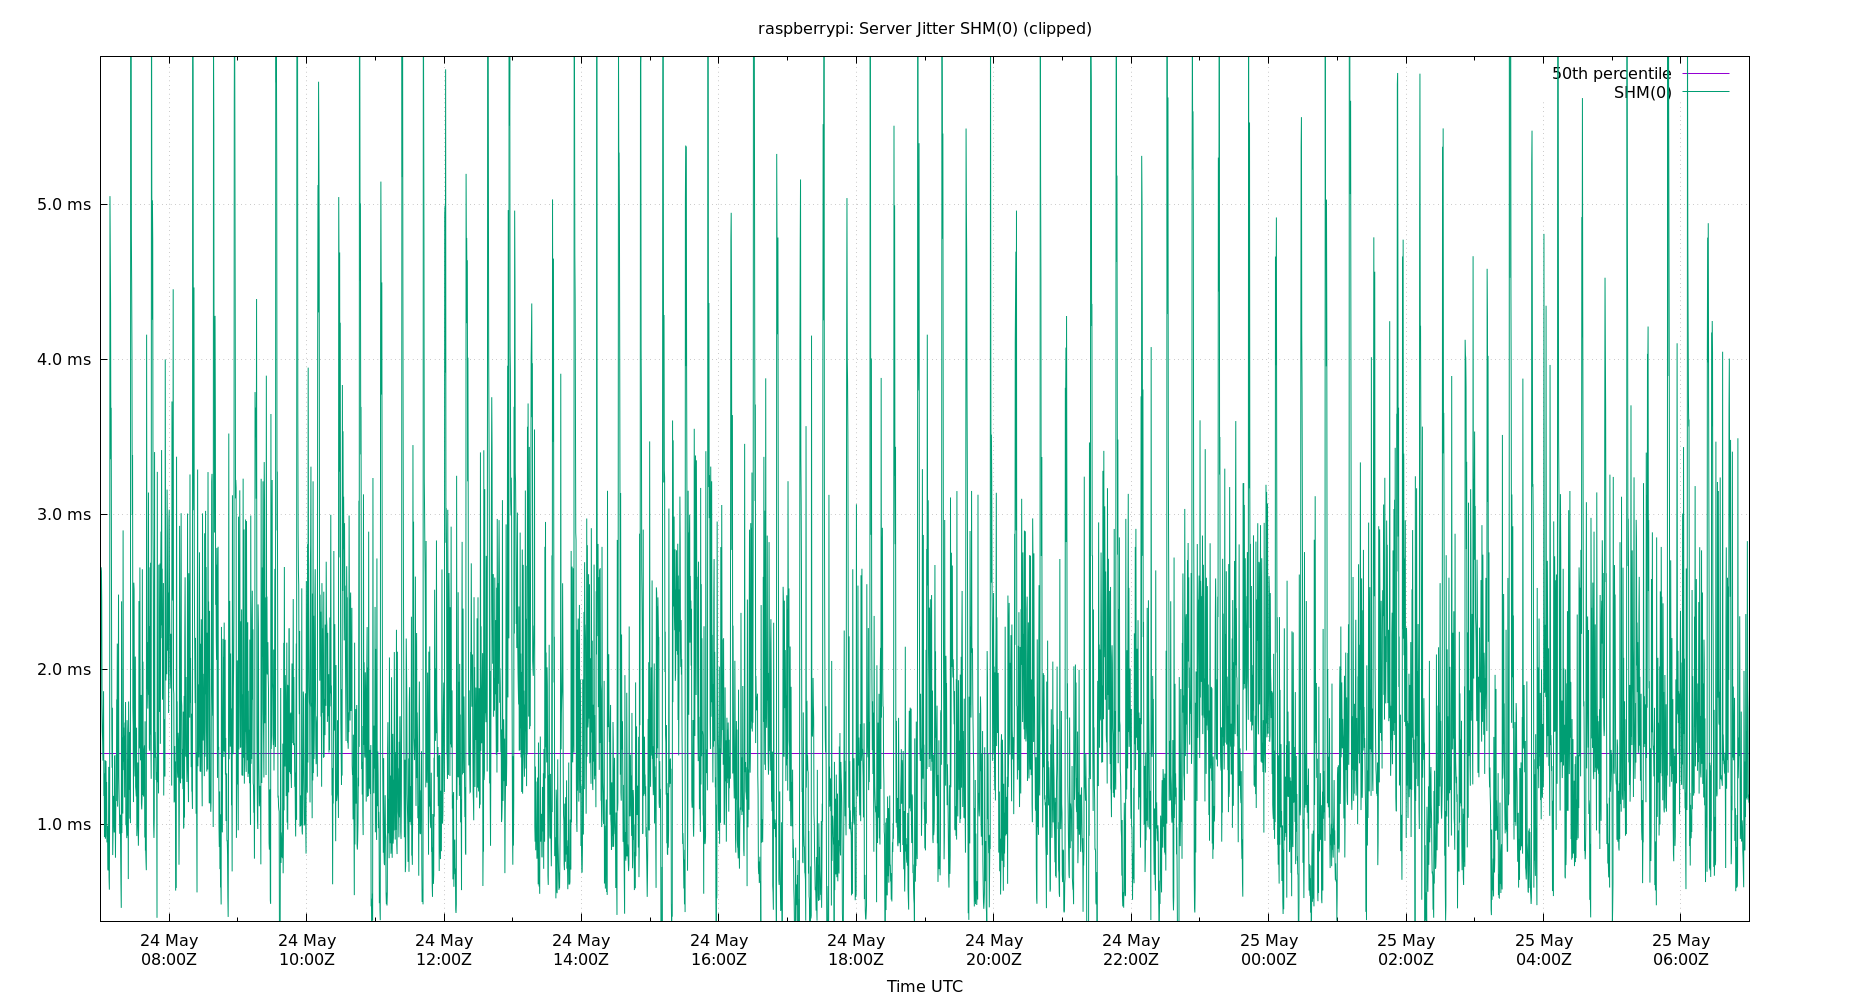 raspberrypi: Server Jitter SHM(0) (clipped)
50th percentile
SHM(0)
5.0 ms
4.0 ms
3.0 ms
2.0 ms
1.0 ms
24 May 24 May 24 May 24 May 24 May 24 May 24 May 24 May 25 May 25 May 25 May 25 May
08:00Z 10:00Z 12:00Z 14:00Z 16:00Z 18:00Z 20:00Z 22:00Z 00:00Z 02:00Z 04:00Z 06:00Z
Time UTC